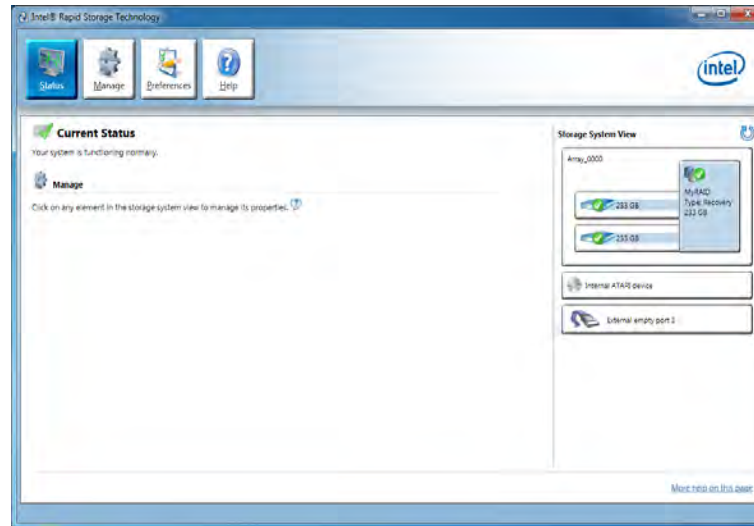 Intel® Rapid Storage Technology
Status
Manage
Preferences
Help
intel
Current Status
Your system is functioning normally.
Manage
Click on any element in the storage system view to manage its properties.
Storage System View
Array_0000
MyRAID
Type: Recovery
233 GB
233 GB
233 GB
Internal ATAPI device
External empty port 3
More help on this page